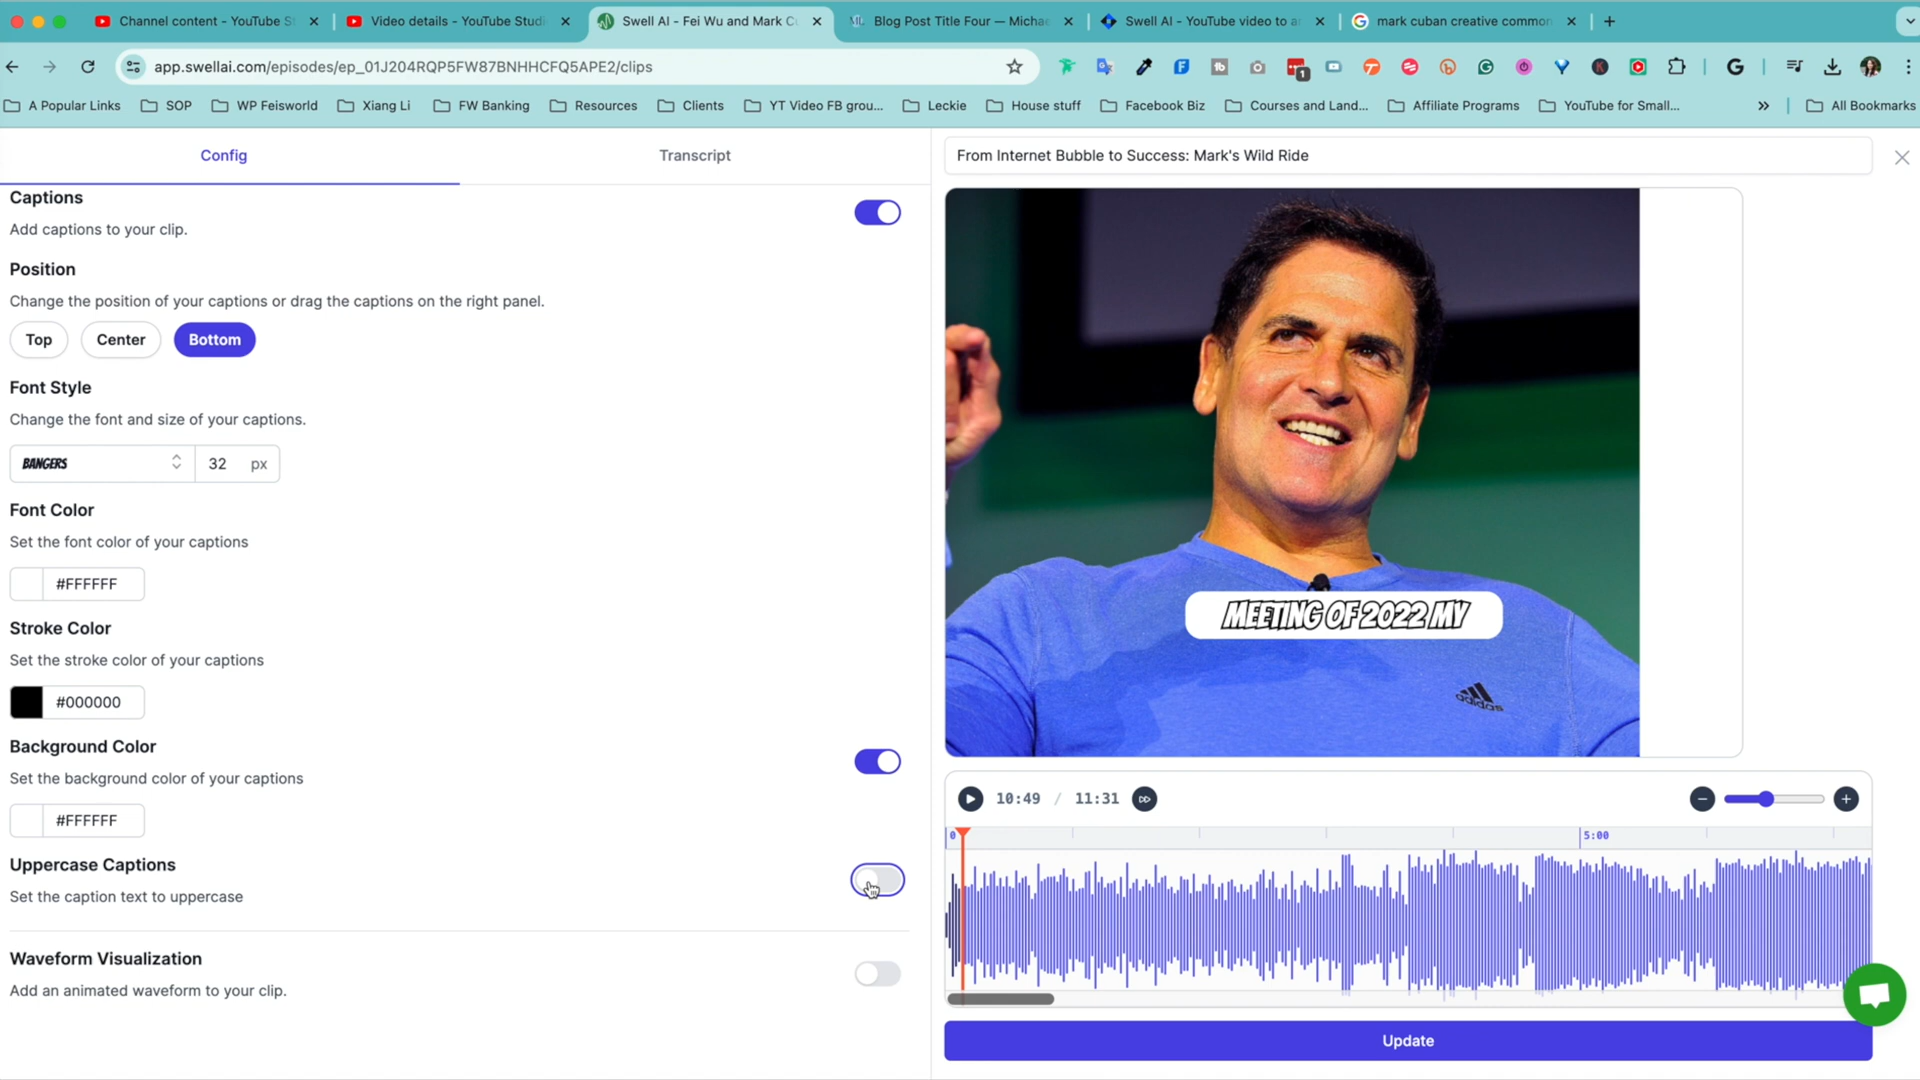 Channel content - YouTube S
Video details - YouTube Studi
Swell AI - Fei Wu and Mark C
Blog Post Title Four — Michae
Swell AI - YouTube video to a
mark cuban creative common
app.swellai.com/episodes/ep_01J204RQP5FW87BNHHCFQ5APE2/clips
A Popular Links
SOP
WP Feisworld
Xiang Li
FW Banking
Resources
Clients
YT Video FB grou...
Leckie
House stuff
Facebook Biz
Courses and Land...
Affiliate Programs
YouTube for Small...
All Bookmarks
Config
Transcript
From Internet Bubble to Success: Mark's Wild Ride
Captions
Add captions to your clip.
Position
Change the position of your captions or drag the captions on the right panel.
Top
Center
Bottom
Font Style
Change the font and size of your captions.
BANGERS
32 px
Font Color
Set the font color of your captions
#FFFFFF
Stroke Color
Set the stroke color of your captions
#000000
Background Color
Set the background color of your captions
#FFFFFF
Uppercase Captions
Set the caption text to uppercase
Waveform Visualization
Add an animated waveform to your clip.
MEETING OF 2022 MY
adidas
10:49 / 11:31
0
5:00
Update